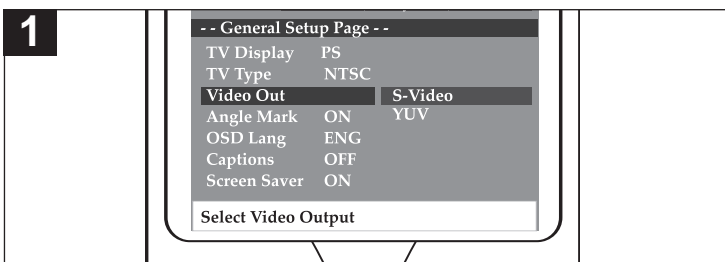 1
- - General Setup Page - -
TV Display PS
TV Type NTSC
Video Out S-Video
Angle Mark ON YUV
OSD Lang ENG
Captions OFF
Screen Saver ON
Select Video Output